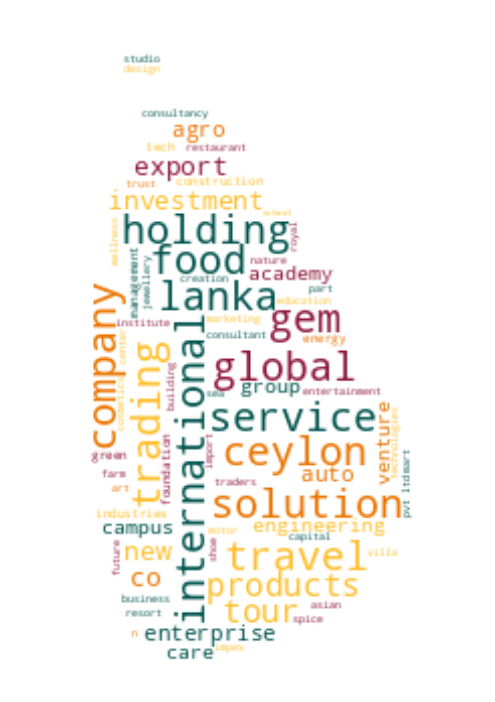 studio
design
consultancy
agro
tech restaurant
export
trust construction
investment
school
holding
royal
wellness
food
management
jewellery
nature
academy
creation
part
lanka
education
company
institute
international
marketing
gem
consultant
energy
center
cosmetics
trading
building
global
group
entertainment
sea
service
venture
technologies
green
foundation
import
ceylon
farm
auto
pvt ltdmart
art
traders
solution
industries
campus
motor
engineering
capital
future
new
shoe
travel
villa
co
products
business
resort
tour
asian
spice
n enterprise
care impex